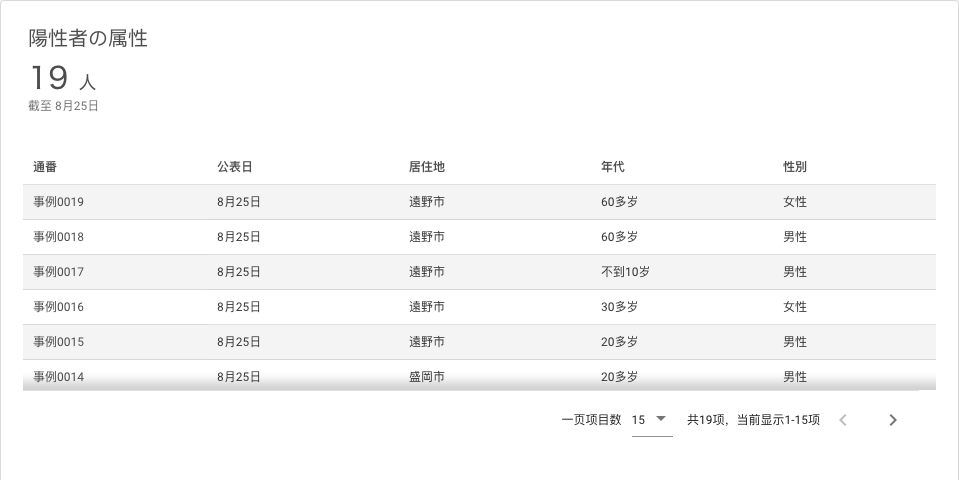 陽性者の属性
19 人
截至 8月25日
通番 公表日 居住地 年代 性別
事例0019 8月25日 遠野市 60多岁 女性
事例0018 8月25日 遠野市 60多岁 男性
事例0017 8月25日 遠野市 不到10岁 男性
事例0016 8月25日 遠野市 30多岁 女性
事例0015 8月25日 遠野市 20多岁 男性
事例0014 8月25日 盛岡市 20多岁 男性
一页项目数 15 共19项，当前显示1-15项